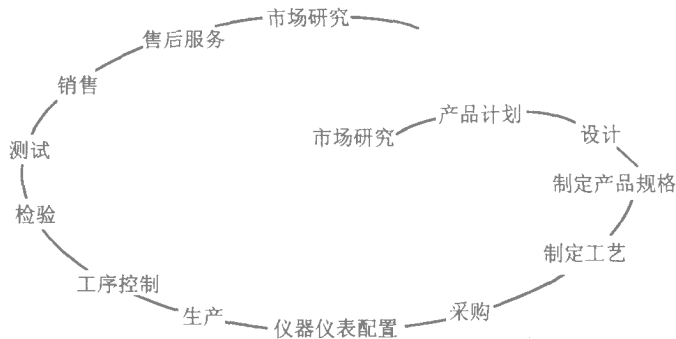 市场研究
产品计划
设计
制定产品规格
制定工艺
采购
仪器仪表配置
生产
工序控制
检验
测试
销售
售后服务
市场研究